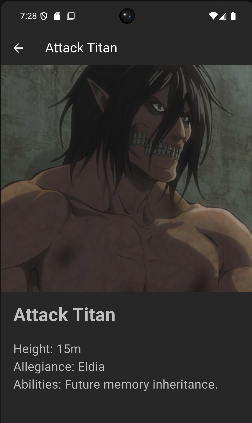 7:28
Attack Titan
Attack Titan
Height: 15m
Allegiance: Eldia
Abilities: Future memory inheritance.